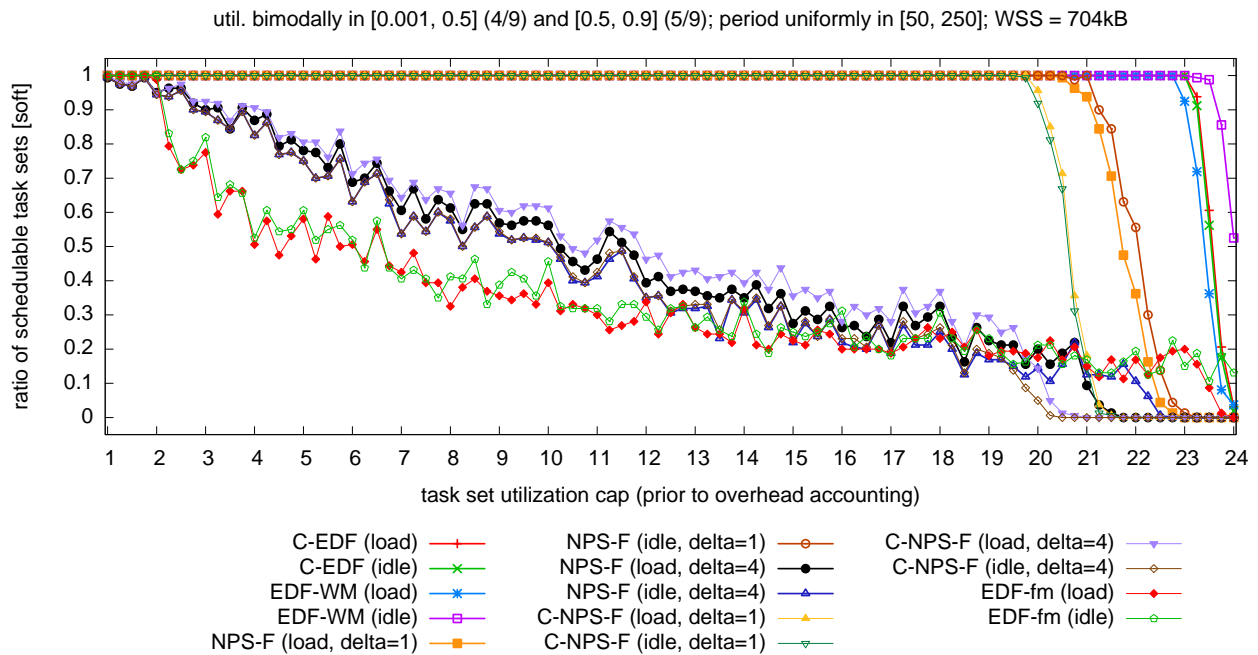 util. bimodally in [0.001, 0.5] (4/9) and [0.5, 0.9] (5/9); period uniformly in [50, 250]; WSS = 704kB
ratio of schedulable task sets [soft]
1
0.9
0.8
0.7
0.6
0.5
0.4
0.3
0.2
0.1
0
1 2 3 4 5 6 7 8 9 10 11 12 13 14 15 16 17 18 19 20 21 22 23 24
task set utilization cap (prior to overhead accounting)
C-EDF (load)
C-EDF (idle)
EDF-WM (load)
EDF-WM (idle)
NPS-F (load, delta=1)
NPS-F (idle, delta=1)
NPS-F (load, delta=4)
NPS-F (idle, delta=4)
C-NPS-F (load, delta=1)
C-NPS-F (idle, delta=1)
C-NPS-F (load, delta=4)
C-NPS-F (idle, delta=4)
EDF-fm (load)
EDF-fm (idle)